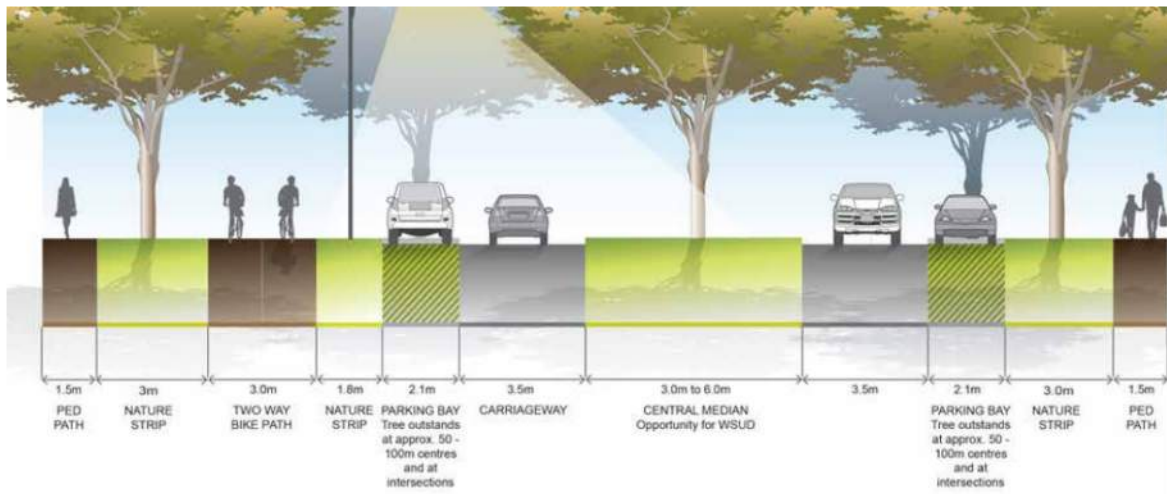 1.5m
3m
3.0m
1.8m
2.1m
3.5m
3.0m to 6.0m
3.5m
2.1m
3.0m
1.5m
PED
PATH
NATURE
STRIP
TWO WAY
BIKE PATH
NATURE
STRIP
PARKING BAY
Tree outstands
at approx. 50 -
100m centres
and at
intersections
CARRIAGEWAY
CENTRAL MEDIAN
Opportunity for WSUD
PARKING BAY
Tree outstands
at approx. 50 -
100m centres
and at
intersections
NATURE
STRIP
PED
PATH